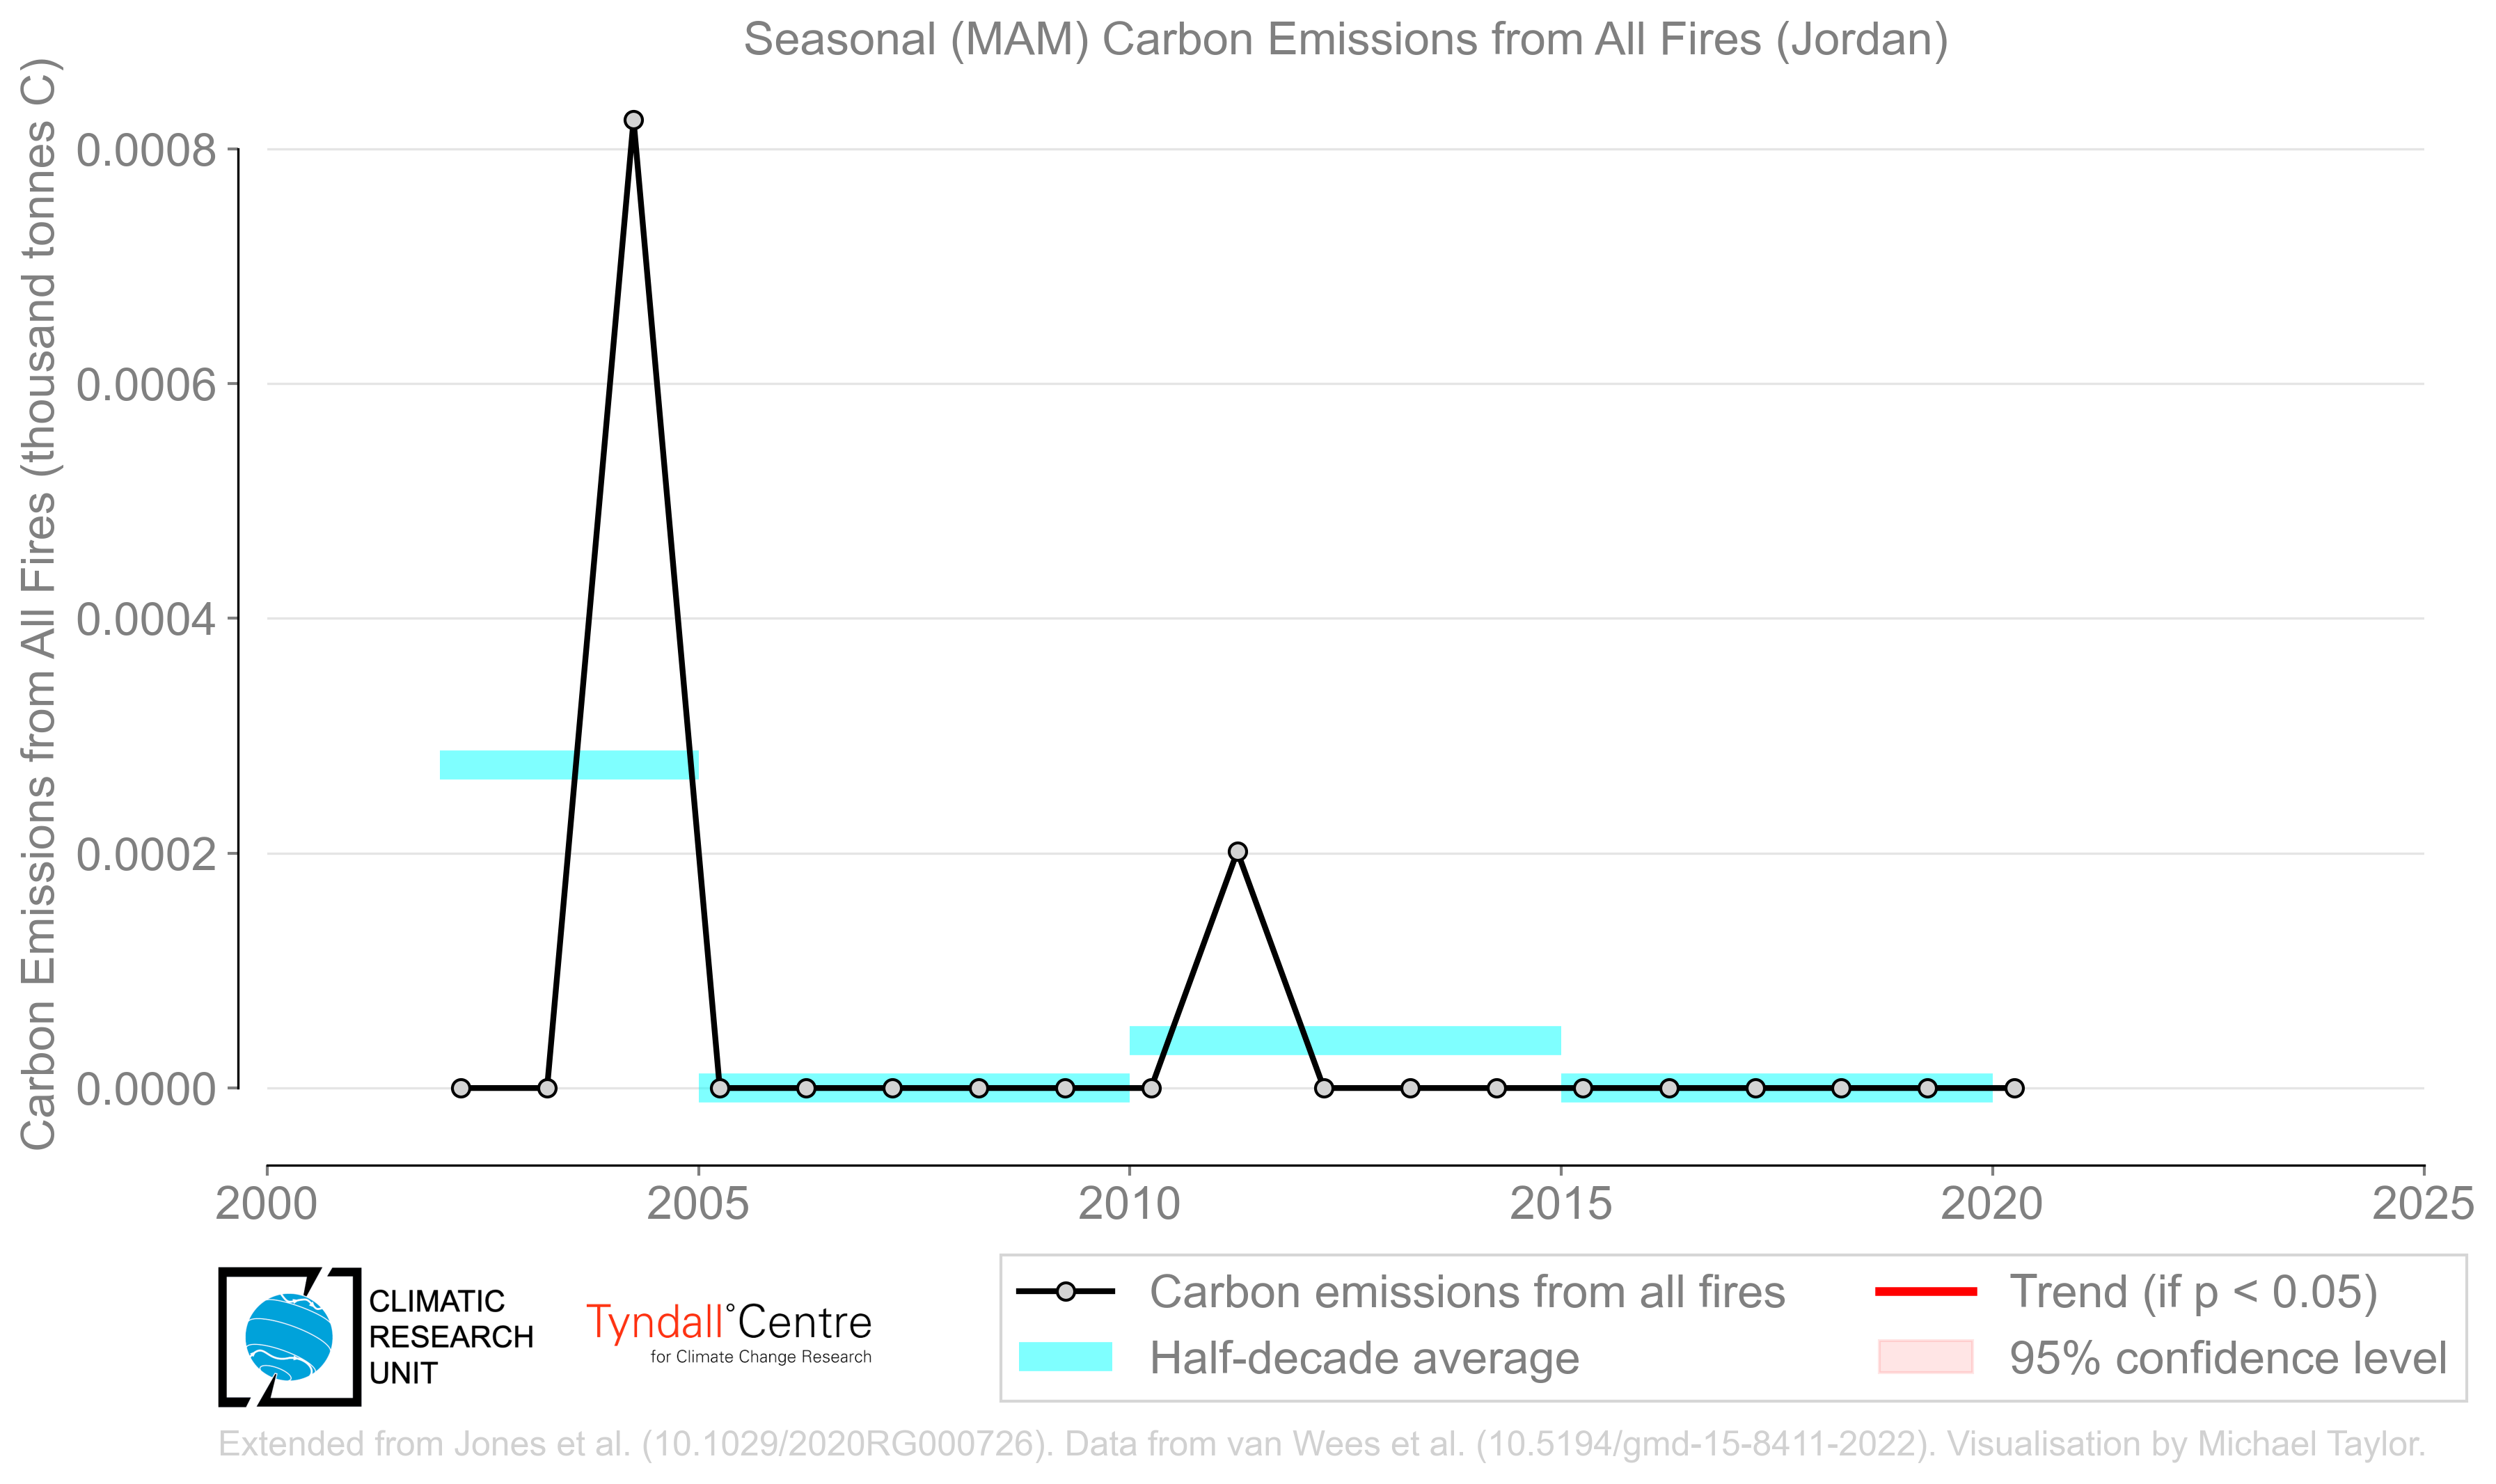 Seasonal (MAM) Carbon Emissions from All Fires (Jordan)
Carbon Emissions from All Fires (thousand tonnes C)
0.0008
0.0006
0.0004
0.0002
0.0000
2000
2005
2010
2015
2020
2025
CLIMATIC
RESEARCH
UNIT
Tyndall°Centre
for Climate Change Research
Carbon emissions from all fires
Half-decade average
Trend (if p < 0.05)
95% confidence level
Extended from Jones et al. (10.1029/2020RG000726). Data from van Wees et al. (10.5194/gmd-15-8411-2022). Visualisation by Michael Taylor.